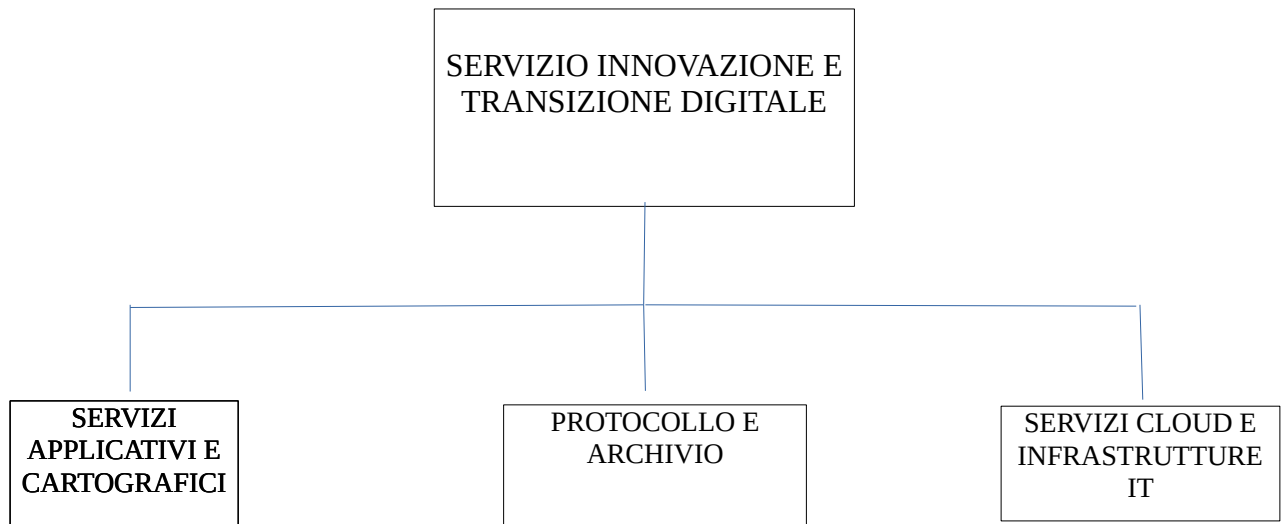 SERVIZIO INNOVAZIONE E
TRANSIZIONE DIGITALE
SERVIZI
APPLICATIVI E
CARTOGRAFICI
PROTOCOLLO E
ARCHIVIO
SERVIZI CLOUD E
INFRASTRUTTURE
IT